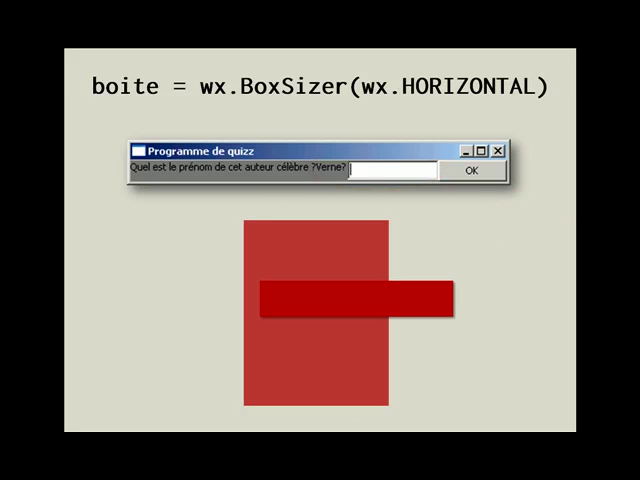 boite = wx.BoxSizer(wx.HORIZONTAL)
Programme de quizz
Quel est le prénom de cet auteur célèbre ?Verne? OK